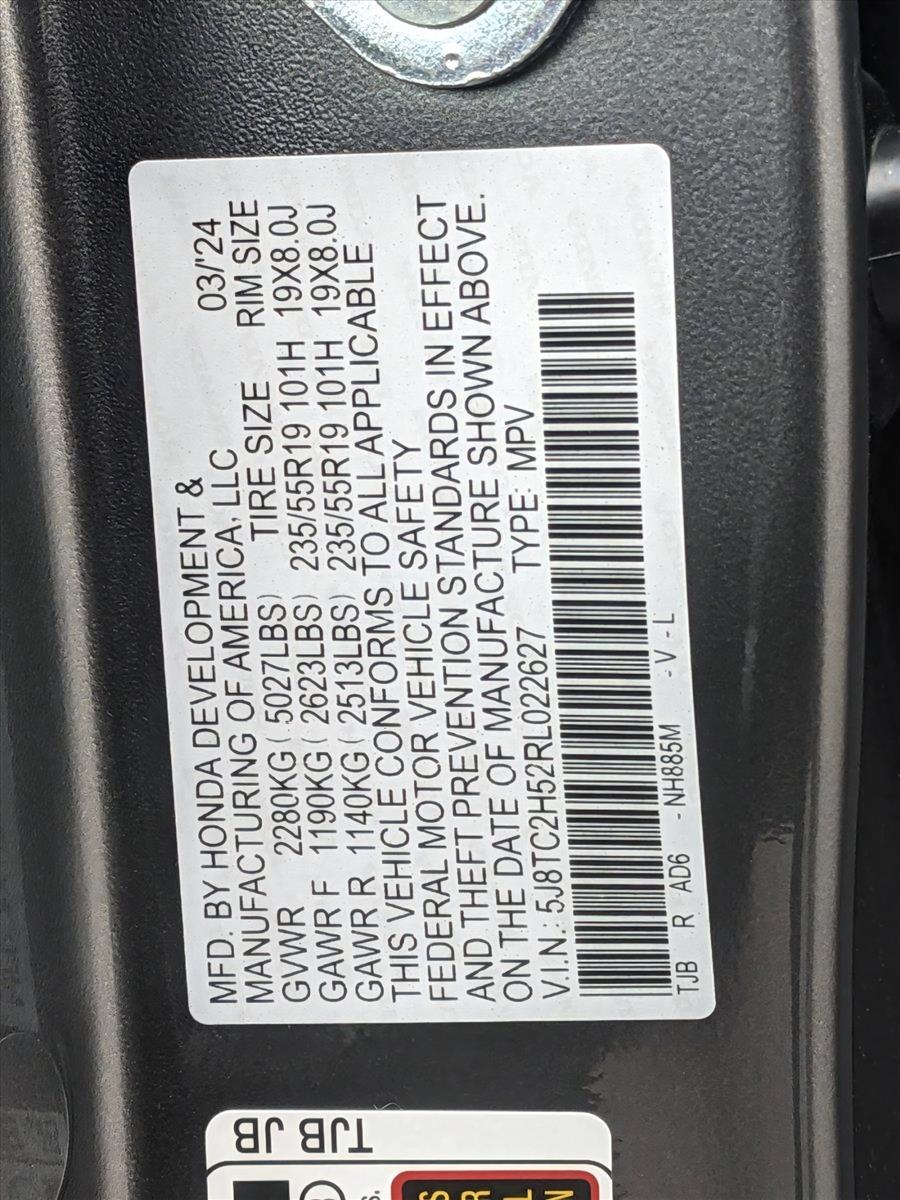 MFD. BY HONDA DEVELOPMENT & 03/'24
MANUFACTURING OF AMERICA, LLC RIM SIZE
TIRE SIZE
GVWR 2280KG ( 5027LBS) 235/55R19 101H 19X8.0J
GAWR F 1190KG ( 2623LBS) 235/55R19 101H 19X8.0J
GAWR R 1140KG ( 2513LBS)
THIS VEHICLE CONFORMS TO ALL APPLICABLE
FEDERAL MOTOR VEHICLE SAFETY
AND THEFT PREVENTION STANDARDS IN EFFECT
ON THE DATE OF MANUFACTURE SHOWN ABOVE.
V.I.N.: 5J8TC2H52RL022627 TYPE: MPV
TJB R AD6 - NH885M - V - L
TJB JB